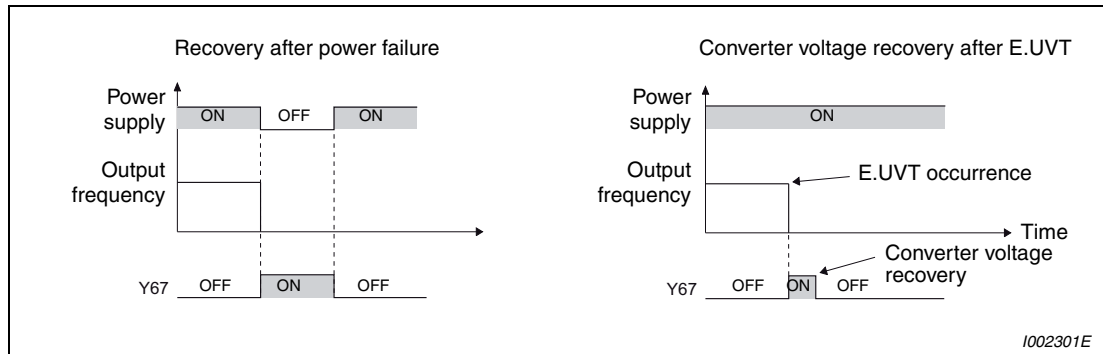 Recovery after power failure
Power
supply
ON
OFF
ON
Output
frequency
Y67
OFF
ON
OFF
Converter voltage recovery after E.UVT
Power
supply
ON
Output
frequency
E.UVT occurrence
Time
Converter voltage
recovery
Y67
OFF
ON
OFF
I002301E